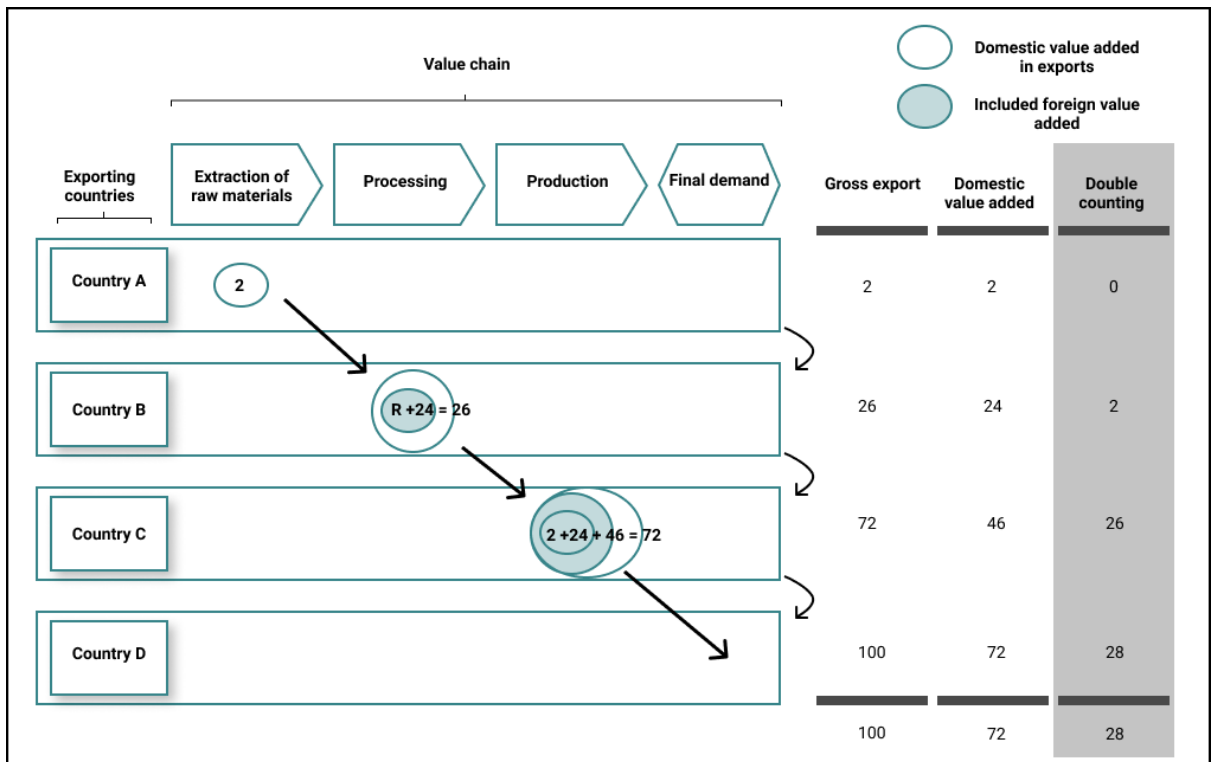 Value chain
Domestic value added
in exports
Included foreign value
added
Exporting
countries
Extraction of
raw materials
Processing
Production
Final demand
Gross export
Domestic
value added
Double
counting
Country A
2
2
2
0
Country B
R +24 = 26
26
24
2
Country C
2 +24 + 46 = 72
72
46
26
Country D
100
72
28
100
72
28